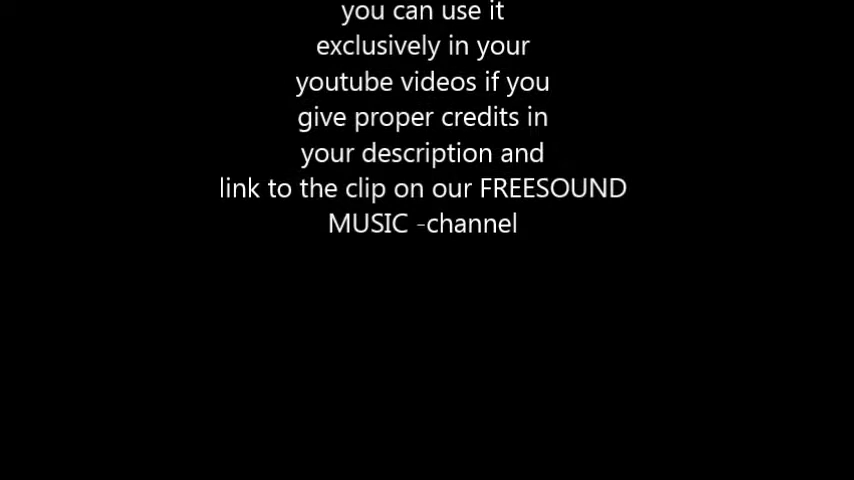 you can use it
exclusively in your
youtube videos if you
give proper credits in
your description and
link to the clip on our FREESOUND
MUSIC -channel